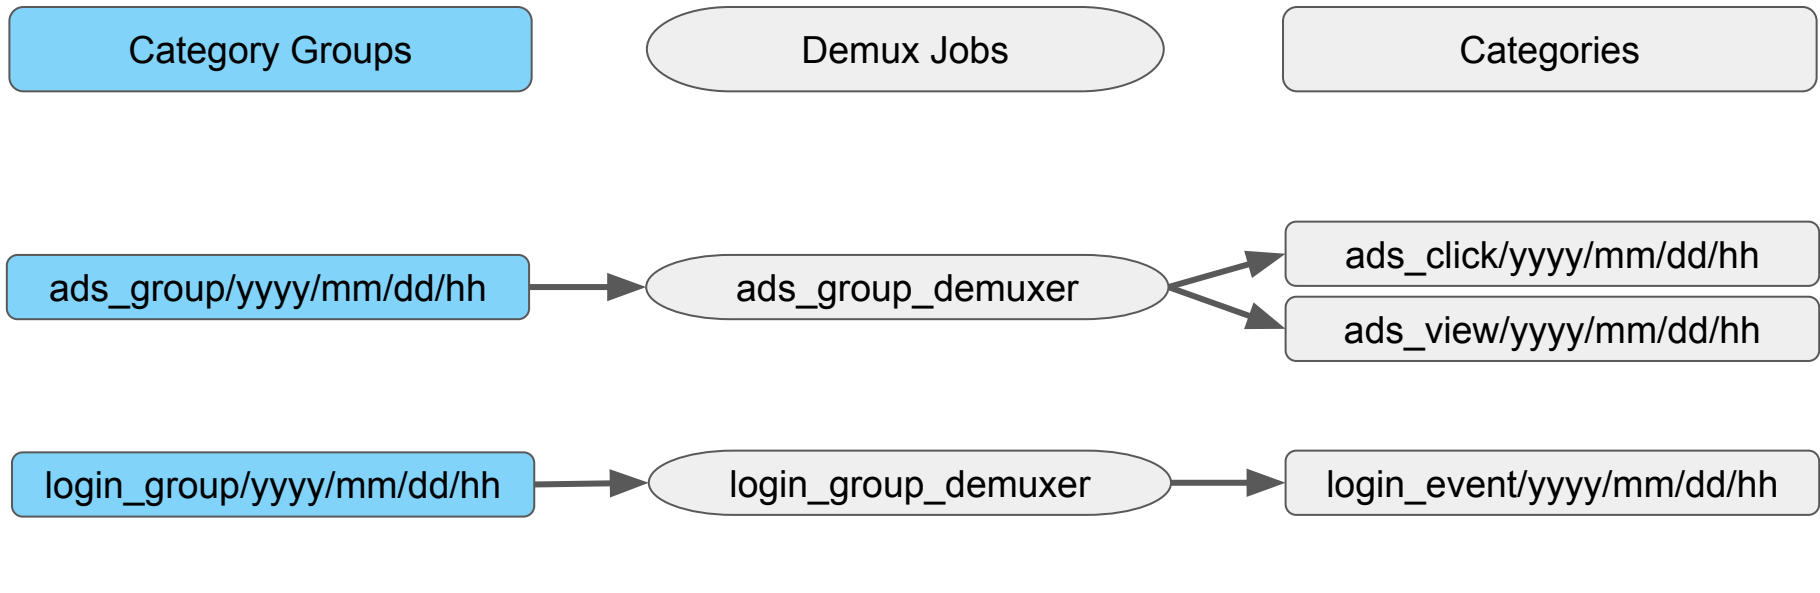 Category Groups
Demux Jobs
Categories
ads_group/yyyy/mm/dd/hh
ads_group_demuxer
ads_click/yyyy/mm/dd/hh
ads_view/yyyy/mm/dd/hh
login_group/yyyy/mm/dd/hh
login_group_demuxer
login_event/yyyy/mm/dd/hh